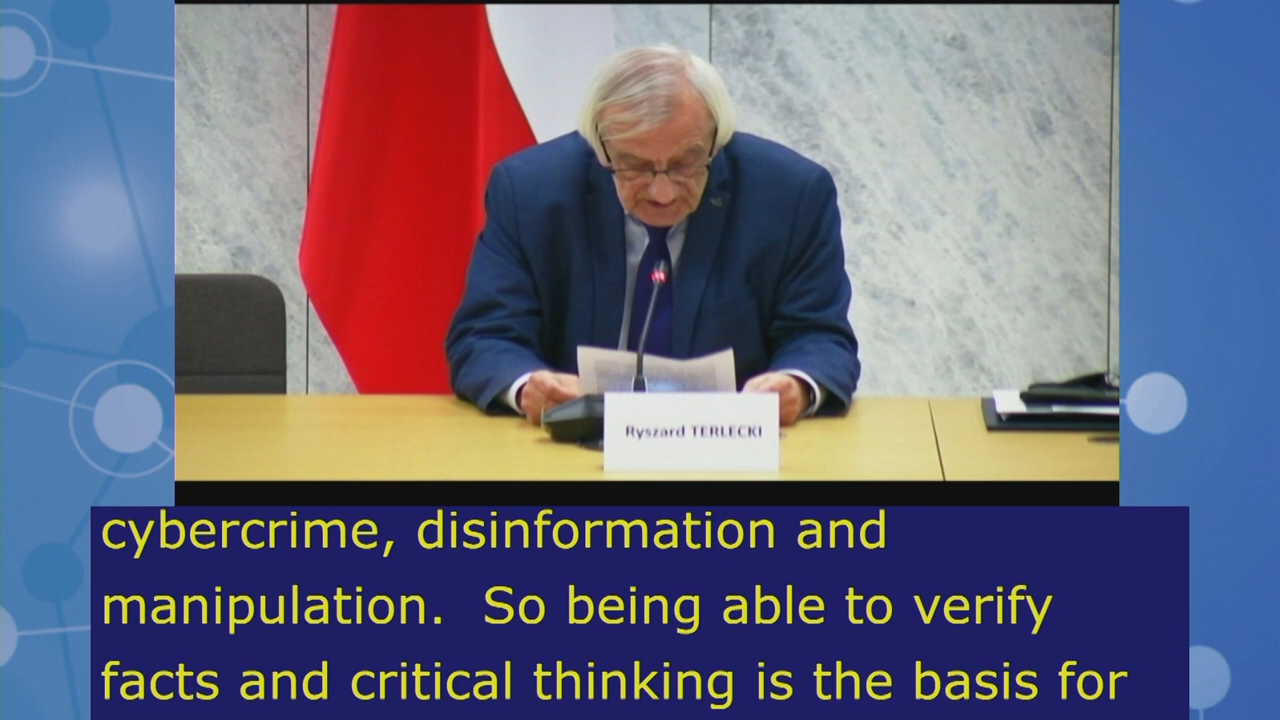 Ryszard TERLECKI
cybercrime, disinformation and
manipulation.  So being able to verify
facts and critical thinking is the basis for